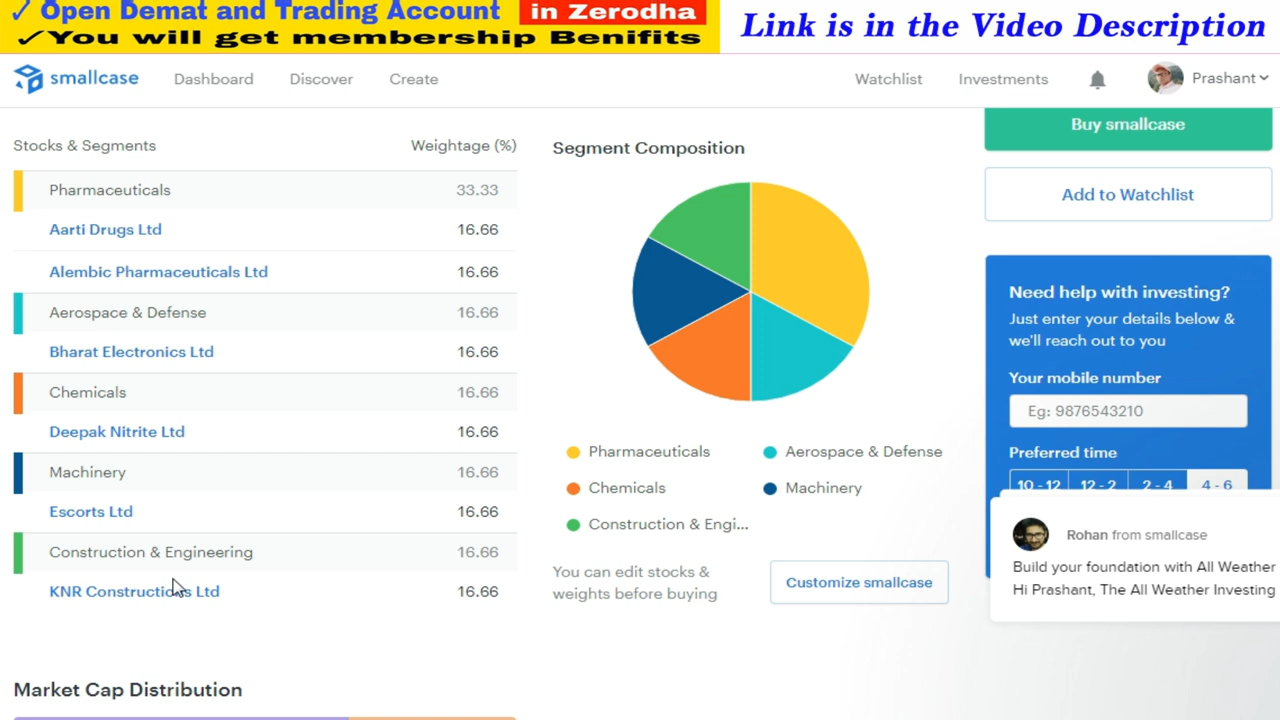 ✓ Open Demat and Trading Account in Zerodha
✓You will get membership Benifits
Link is in the Video Description
smallcase Dashboard Discover Create Watchlist Investments Prashant
Stocks & Segments Weightage (%)
Pharmaceuticals 33.33
Aarti Drugs Ltd 16.66
Alembic Pharmaceuticals Ltd 16.66
Aerospace & Defense 16.66
Bharat Electronics Ltd 16.66
Chemicals 16.66
Deepak Nitrite Ltd 16.66
Machinery 16.66
Escorts Ltd 16.66
Construction & Engineering 16.66
KNR Constructions Ltd 16.66
Market Cap Distribution
Segment Composition
Pharmaceuticals Aerospace & Defense
Chemicals Machinery
Construction & Engi...
You can edit stocks &
weights before buying
Customize smallcase
Buy smallcase
Add to Watchlist
Need help with investing?
Just enter your details below &
we'll reach out to you
Your mobile number
Eg: 9876543210
Preferred time
10 - 12 12 - 2 2 - 4 4 - 6
Rohan from smallcase
Build your foundation with All Weather
Hi Prashant, The All Weather Investing